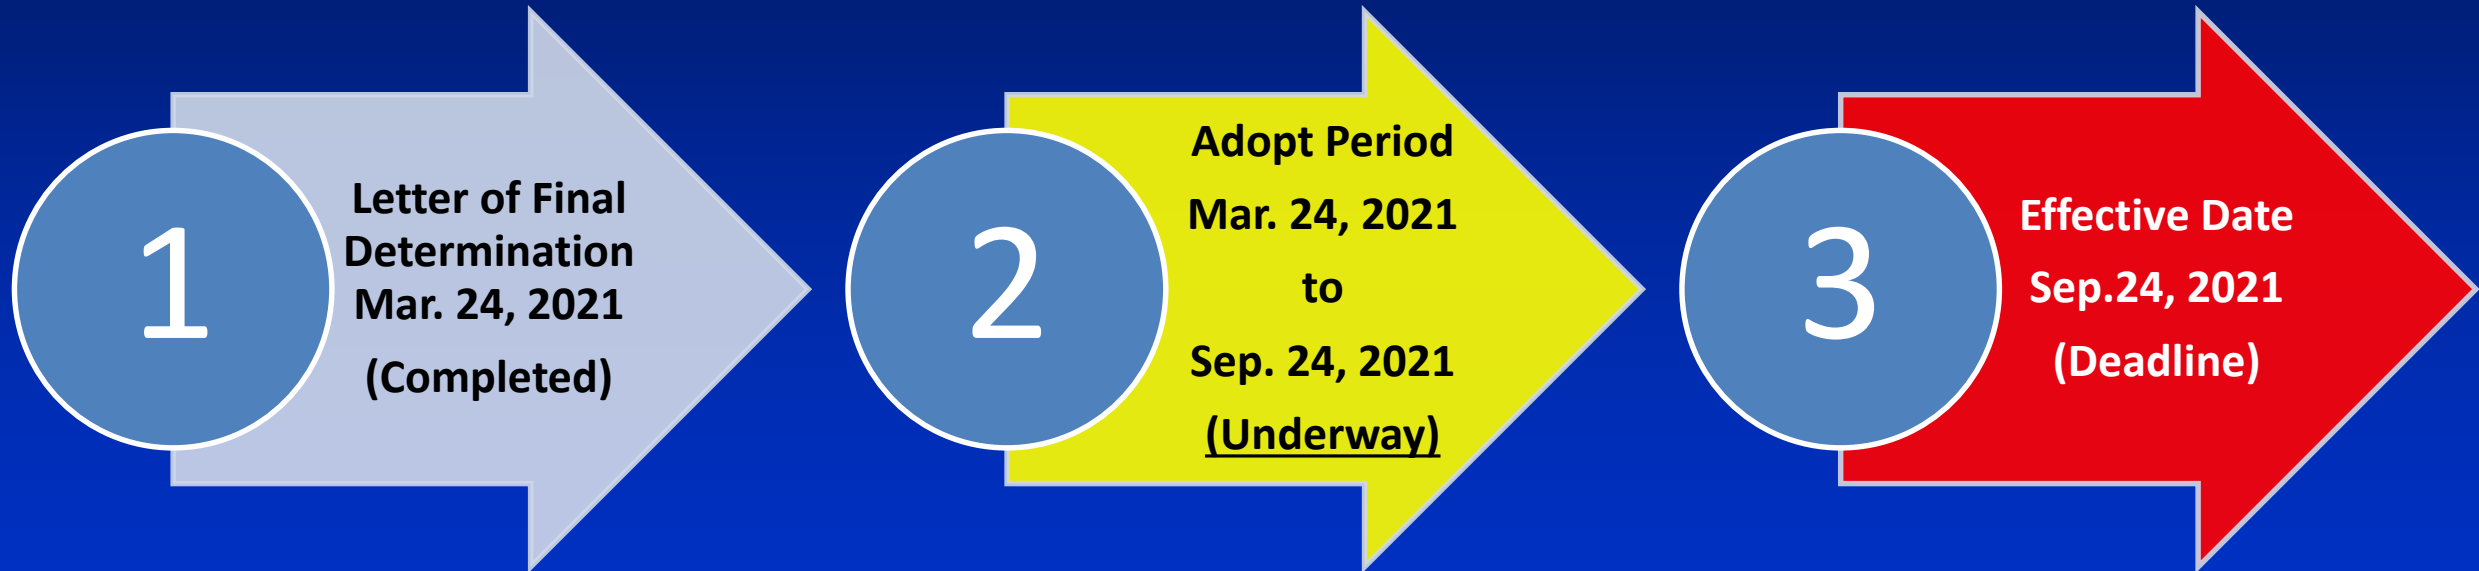 1
Letter of Final
Determination
Mar. 24, 2021
(Completed)
2
Adopt Period
Mar. 24, 2021
to
Sep. 24, 2021
(Underway)
3
Effective Date
Sep.24, 2021
(Deadline)